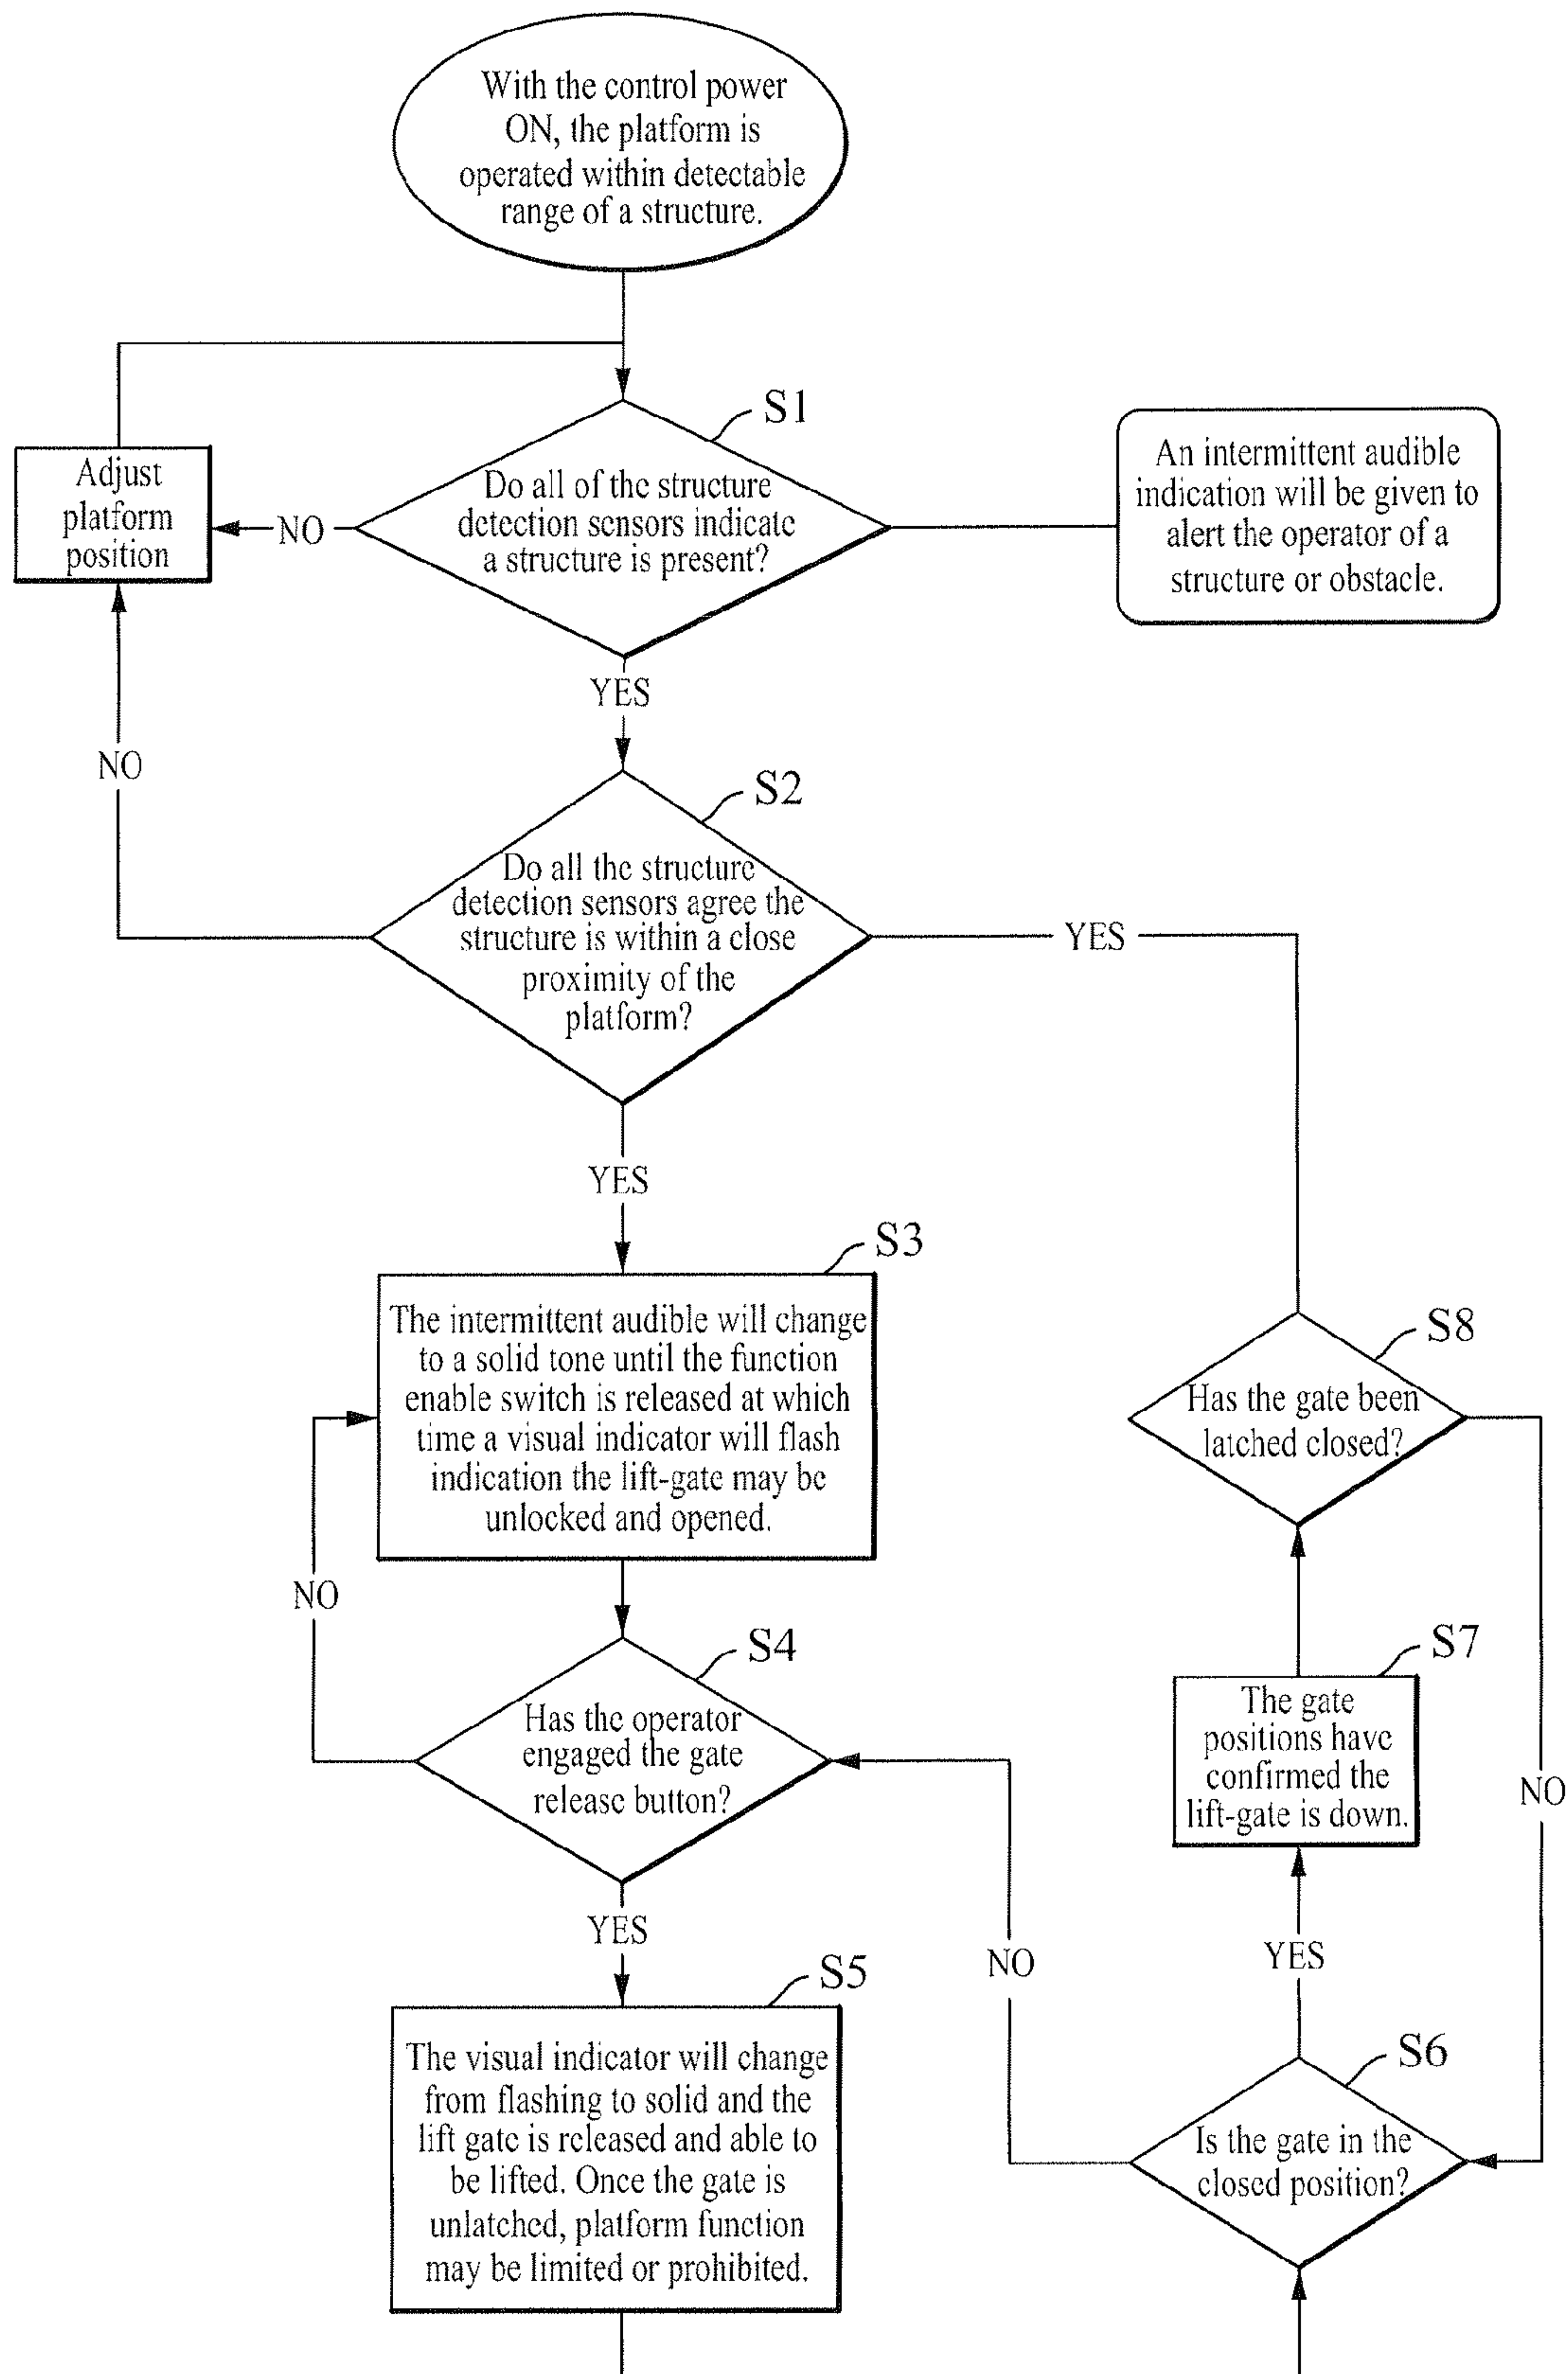 With the control power
ON, the platform is
operated within detectable
range of a structure.
S1
Do all of the structure
detection sensors indicate
a structure is present?
An intermittent audible
indication will be given to
alert the operator of a
structure or obstacle.
Adjust
platform
position
NO
YES
NO
S2
Do all the structure
detection sensors agree the
structure is within a close
proximity of the
platform?
YES
YES
S3
The intermittent audible will change
to a solid tone until the function
enable switch is released at which
time a visual indicator will flash
indication the lift-gate may be
unlocked and opened.
S8
Has the gate been
latched closed?
NO
S4
Has the operator
engaged the gate
release button?
S7
The gate
positions have
confirmed the
lift-gate is down.
NO
YES
NO
YES
S5
The visual indicator will change
from flashing to solid and the
lift gate is released and able to
be lifted. Once the gate is
unlatched, platform function
may be limited or prohibited.
S6
Is the gate in the
closed position?